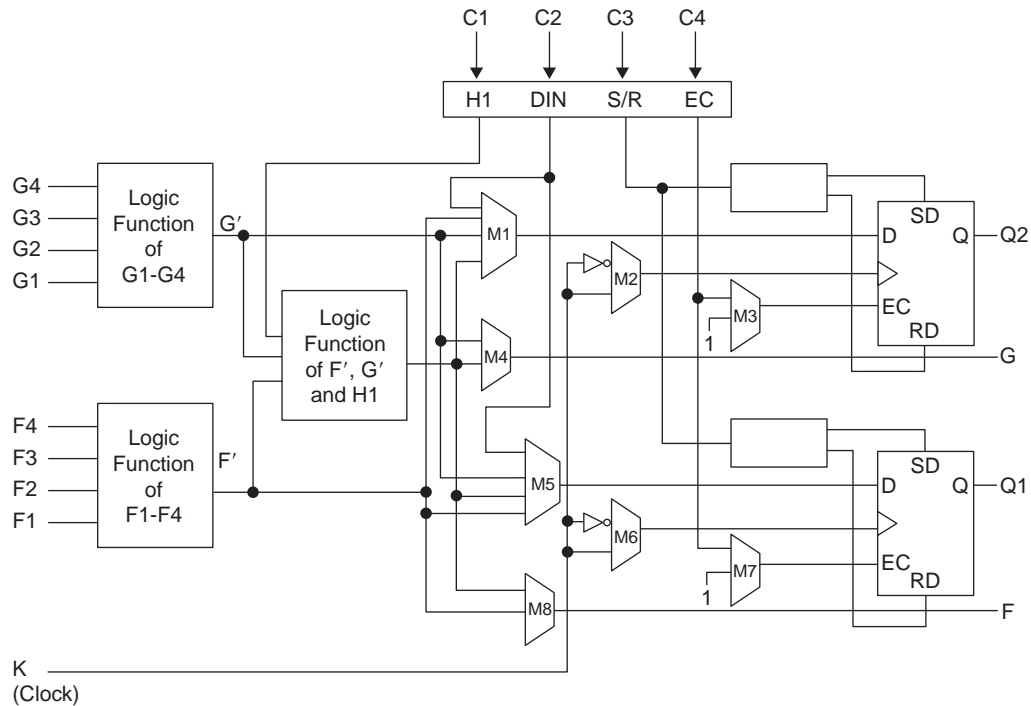 C1 C2 C3 C4
H1 DIN S/R EC
G4
G3
G2
G1
Logic
Function
of
G1-G4
G′
M1
M2
M3
1
SD
D Q
EC
RD
Q2
Logic
Function
of F′, G′
and H1
M4
G
F4
F3
F2
F1
Logic
Function
of
F1-F4
F′
M5
M6
M7
1
SD
D Q
EC
RD
Q1
M8
F
K
(Clock)